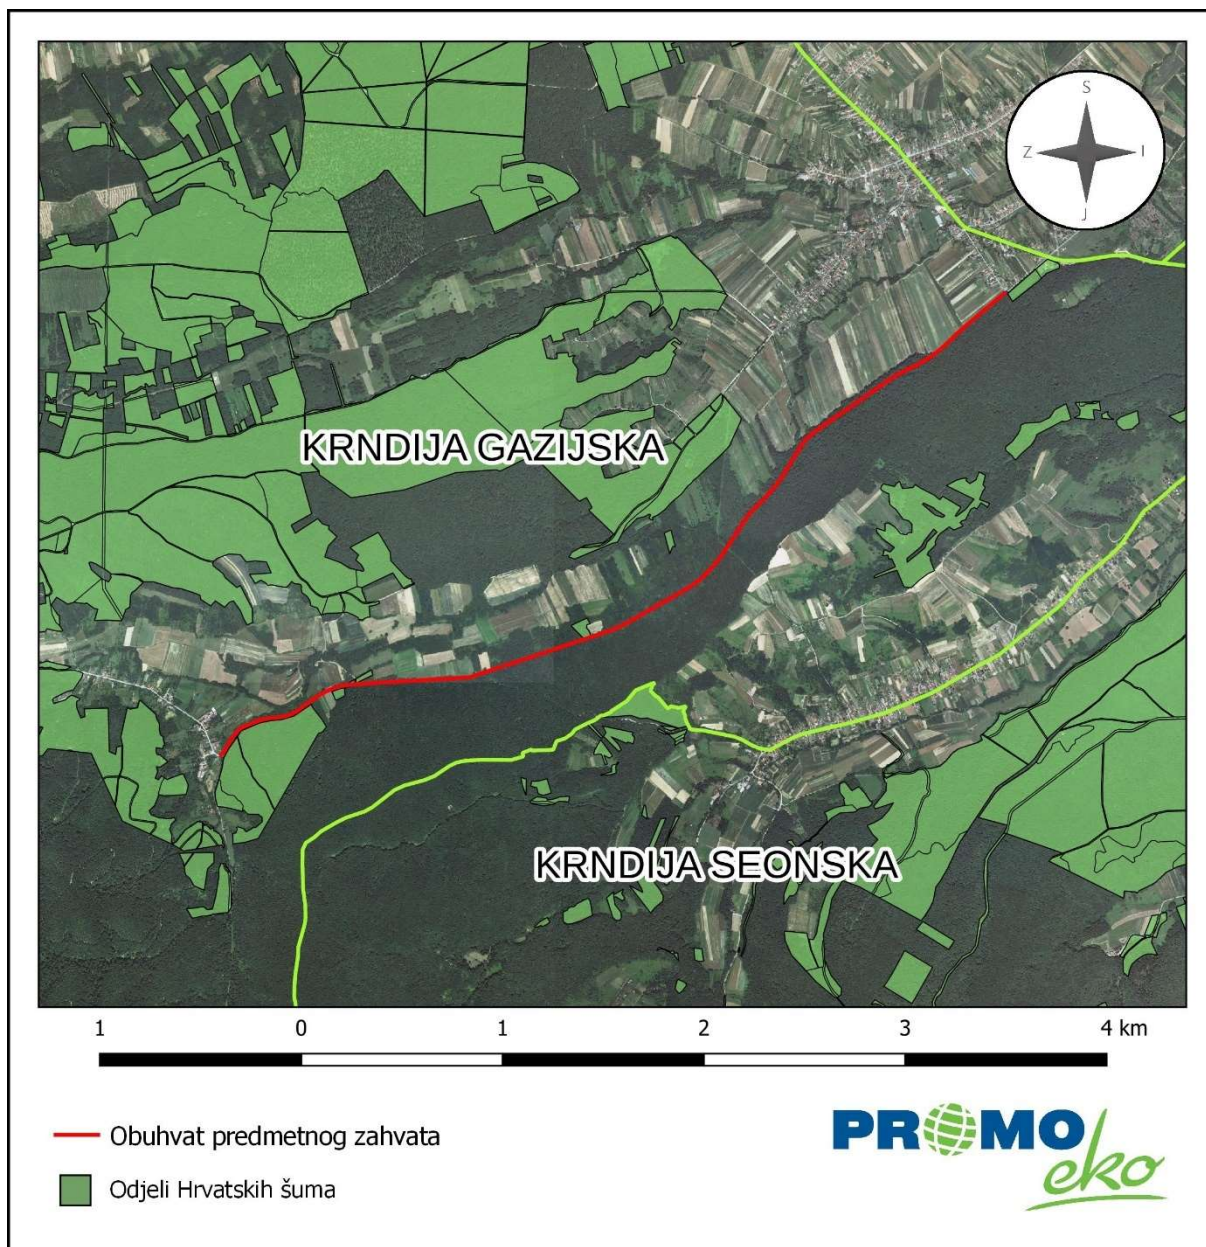 S
Z
I
J
KRNDIJA GAZIJSKA
KRNDIJA SEONSKA
1 0 1 2 3 4 km
Obuhvat predmetnog zahvata
Odjeli Hrvatskih šuma
PROMO
eko